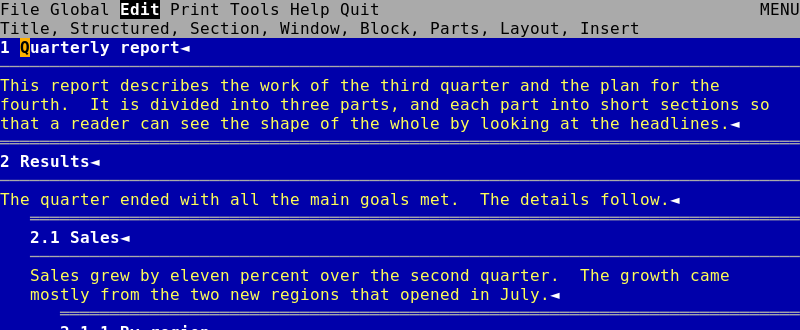 File Global Edit Print Tools Help Quit MENU
Title, Structured, Section, Window, Block, Parts, Layout, Insert
1 Quarterly report◄
This report describes the work of the third quarter and the plan for the
fourth.  It is divided into three parts, and each part into short sections so
that a reader can see the shape of the whole by looking at the headlines.◄
2 Results◄
The quarter ended with all the main goals met.  The details follow.◄
2.1 Sales◄
Sales grew by eleven percent over the second quarter.  The growth came
mostly from the two new regions that opened in July.◄
2.1.1 By region